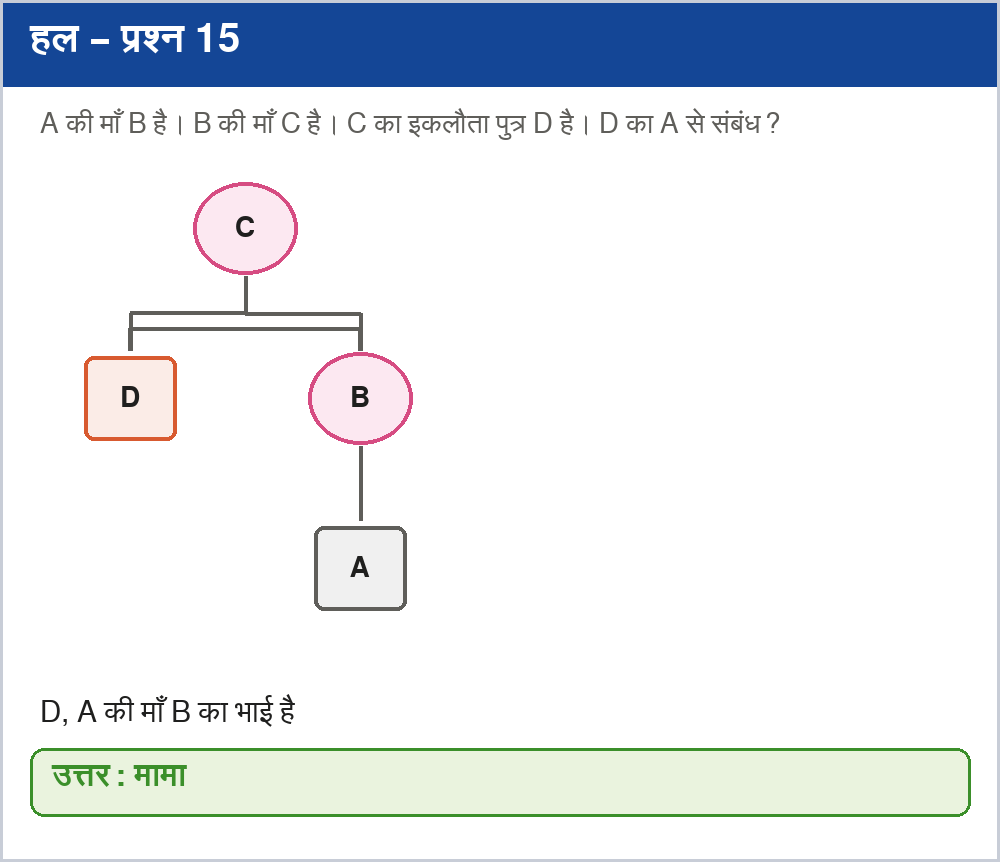 हल – प्रश्न 15
A की माँ B है। B की माँ C है। C का इकलौता पुत्र D है। D का A से संबंध ?
C
D
B
A
D, A की माँ B का भाई है
उत्तर : मामा